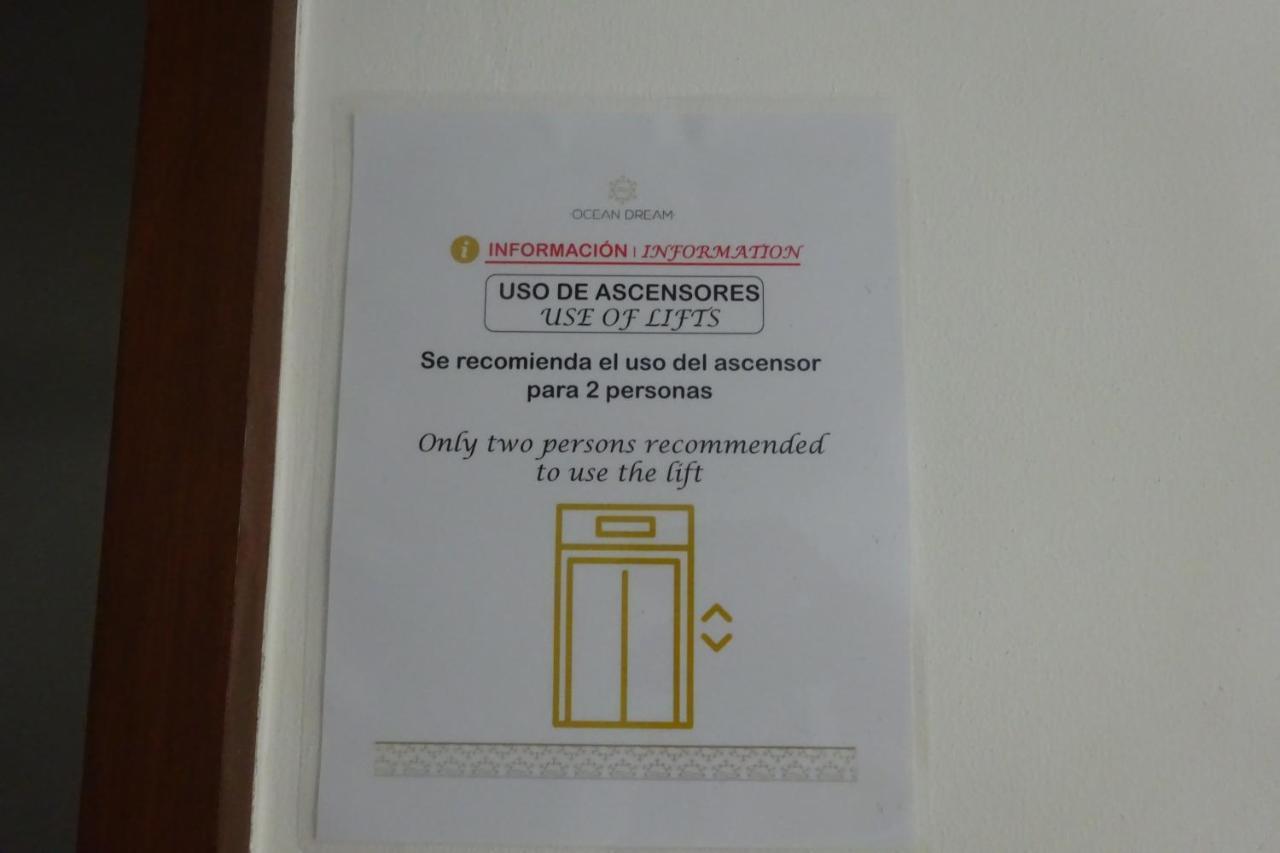 OCEAN DREAM
i INFORMACIÓN | INFORMATION
USO DE ASCENSORES
USE OF LIFTS
Se recomienda el uso del ascensor
para 2 personas
Only two persons recommended
to use the lift